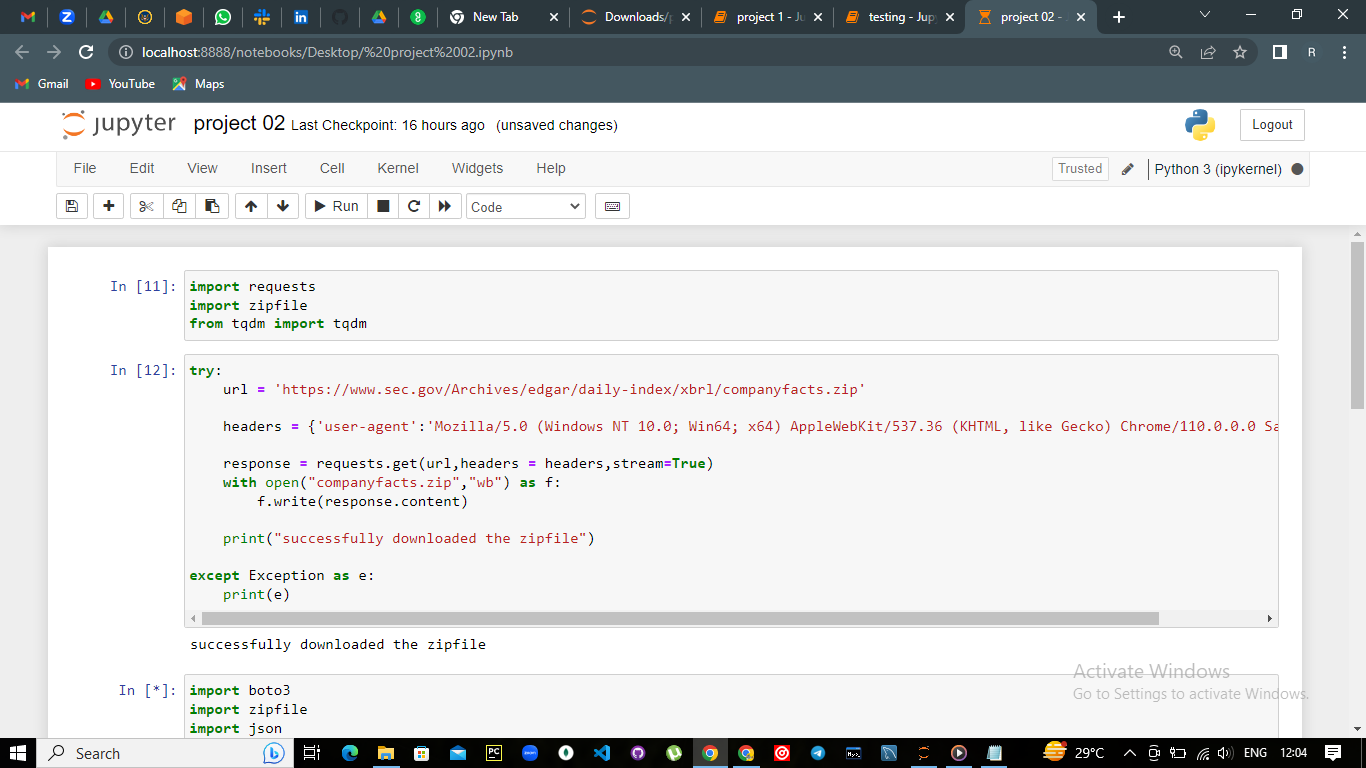 New Tab
Downloads/p
project 1 - Ju
testing - Jup
project 02 -
localhost:8888/notebooks/Desktop/%20project%2002.ipynb
R
Gmail
YouTube
Maps
jupyter
project 02 Last Checkpoint: 16 hours ago (unsaved changes)
Logout
File Edit View Insert Cell Kernel Widgets Help
Trusted
Python 3 (ipykernel)
Run
Code
In [11]:
import requests
import zipfile
from tqdm import tqdm
In [12]:
try:
url = 'https://www.sec.gov/Archives/edgar/daily-index/xbrl/companyfacts.zip'
headers = {'user-agent':'Mozilla/5.0 (Windows NT 10.0; Win64; x64) AppleWebKit/537.36 (KHTML, like Gecko) Chrome/110.0.0.0 Sa
response = requests.get(url,headers = headers,stream=True)
with open("companyfacts.zip","wb") as f:
f.write(response.content)
print("successfully downloaded the zipfile")
except Exception as e:
print(e)
successfully downloaded the zipfile
In [*]:
import boto3
import zipfile
import json
Activate Windows
Go to Settings to activate Windows.
Search
PC
29°C
ENG
12:04